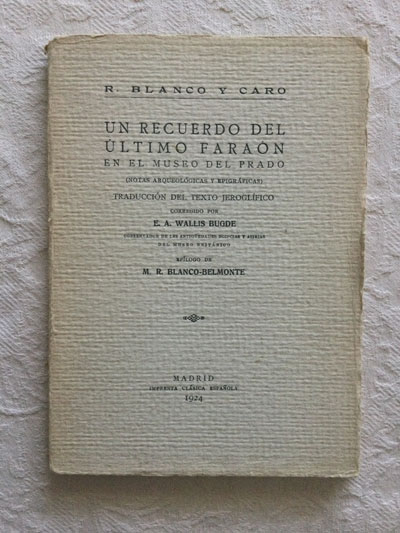 R. BLANCO Y CARO
UN RECUERDO DEL
ÚLTIMO FARAÓN
EN EL MUSEO DEL PRADO
(NOTAS ARQUEOLÓGICAS Y EPIGRÁFICAS)
TRADUCCIÓN DEL TEXTO JEROGLÍFICO
CORREGIDO POR
E. A. WALLIS BUGDE
CONSERVADOR DE LAS ANTIGÜEDADES EGIPCIAS Y ASIRIAS
DEL MUSEO BRITÁNICO
EPÍLOGO DE
M. R. BLANCO-BELMONTE
MADRID
IMPRENTA CLÁSICA ESPAÑOLA
1924